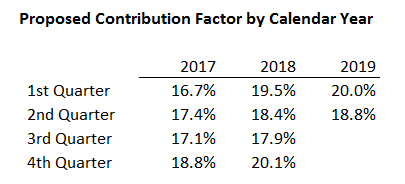 Proposed Contribution Factor by Calendar Year
2017 2018 2019
1st Quarter 16.7% 19.5% 20.0%
2nd Quarter 17.4% 18.4% 18.8%
3rd Quarter 17.1% 17.9%
4th Quarter 18.8% 20.1%